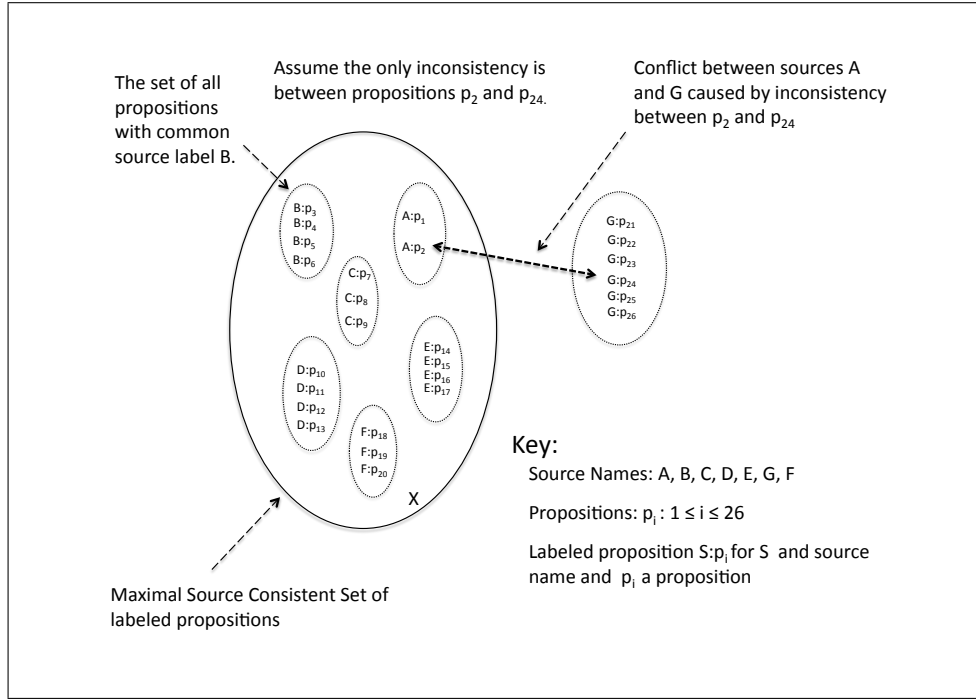 The set of all
propositions
with common
source label B.
Assume the only inconsistency is
between propositions p₂ and p₂₄.
Conflict between sources A
and G caused by inconsistency
between p₂ and p₂₄
B:p₃
B:p₄
B:p₅
B:p₆
A:p₁
A:p₂
G:p₂₁
G:p₂₂
G:p₂₃
G:p₂₄
G:p₂₅
G:p₂₆
C:p₇
C:p₈
C:p₉
D:p₁₀
D:p₁₁
D:p₁₂
D:p₁₃
E:p₁₄
E:p₁₅
E:p₁₆
E:p₁₇
F:p₁₈
F:p₁₉
F:p₂₀
X
Key:
Source Names: A, B, C, D, E, G, F
Propositions: pᵢ : 1 ≤ i ≤ 26
Labeled proposition S:pᵢ for S and source
name and pᵢ a proposition
Maximal Source Consistent Set of
labeled propositions